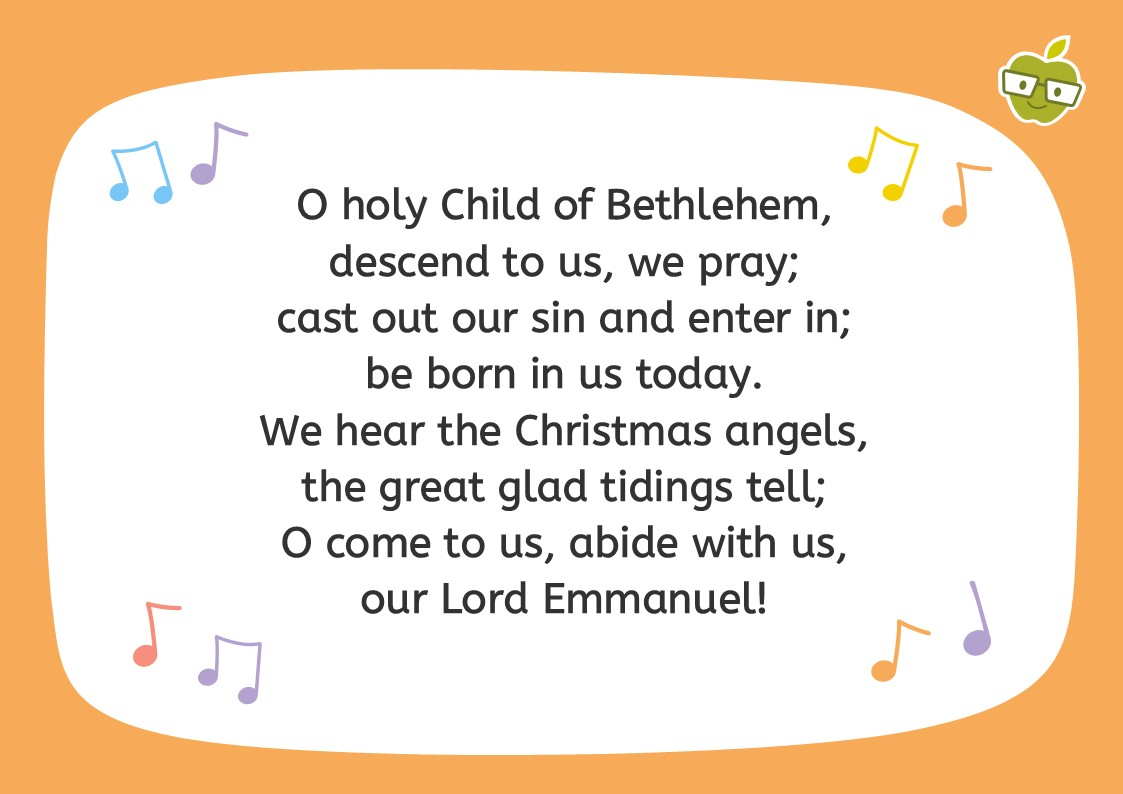 O holy Child of Bethlehem,
descend to us, we pray;
cast out our sin and enter in;
be born in us today.
We hear the Christmas angels,
the great glad tidings tell;
O come to us, abide with us,
our Lord Emmanuel!